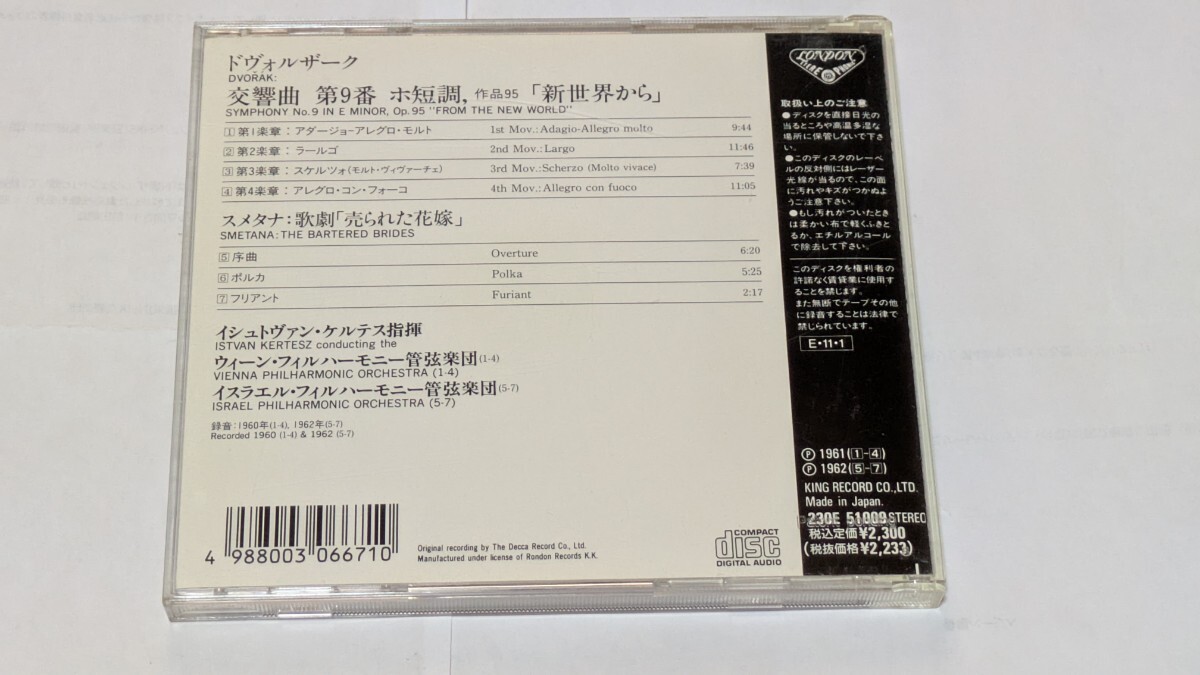 ドヴォルザーク
DVOŘÁK:
交響曲 第9番 ホ短調, 作品95 「新世界から」
SYMPHONY No. 9 IN E MINOR, Op. 95 "FROM THE NEW WORLD"
1 第1楽章：アダージョ―アレグロ・モルト 1st Mov.: Adagio-Allegro molto 9:44
2 第2楽章：ラールゴ 2nd Mov.: Largo 11:46
3 第3楽章：スケルツォ(モルト・ヴィヴァーチェ) 3rd Mov.: Scherzo (Molto vivace) 7:39
4 第4楽章：アレグロ・コン・フォーコ 4th Mov.: Allegro con fuoco 11:05
スメタナ：歌劇「売られた花嫁」
SMETANA: THE BARTERED BRIDES
5 序曲 Overture 6:20
6 ポルカ Polka 5:25
7 フリアント Furiant 2:17
イシュトヴァン・ケルテス指揮
ISTVAN KERTESZ conducting the
ウィーン・フィルハーモニー管弦楽団(1-4)
VIENNA PHILHARMONIC ORCHESTRA (1-4)
イスラエル・フィルハーモニー管弦楽団(5-7)
ISRAEL PHILHARMONIC ORCHESTRA (5-7)
録音：1960年(1-4), 1962年(5-7)
Recorded 1960 (1-4) & 1962 (5-7)
4 988003 066710
Original recording by The Decca Record Co., Ltd.
Manufactured under license of Rondon Records K.K.
COMPACT
disc
DIGITAL AUDIO
LONDON
取扱い上のご注意
●ディスクを直接日光の
当るところや高温多湿な
場所に保管しないで下さ
い。
●このディスクのレーベ
ルの反対側にはレーザー
光線が当るので、この面
に汚れやキズがつかぬよ
うご注意下さい。
●もし汚れがついたとき
は柔かい布で軽くふきと
るか、エチルアルコール
で除去して下さい。
このディスクを権利者の
許諾なく賃貸業に使用す
ることを禁じます。
また無断でテープその他
に録音することは法律で
禁じられています。
E・11・1
Ⓟ 1961 (1-4)
Ⓟ 1962 (5-7)
KING RECORD CO., LTD.
Made in Japan.
230E 51009 STEREO
税込定価¥2,300
(税抜価格¥2,233)